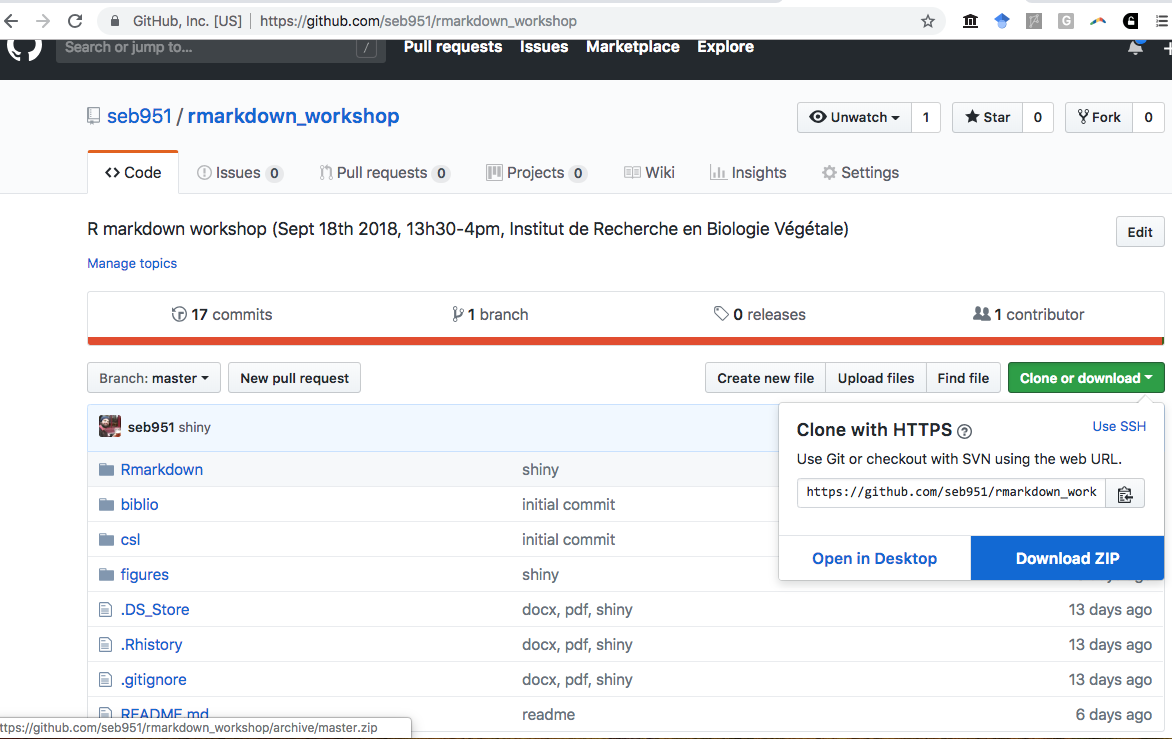 GitHub, Inc. [US] https://github.com/seb951/rmarkdown_workshop
Search or jump to... / Pull requests Issues Marketplace Explore
seb951 / rmarkdown_workshop Unwatch 1 Star 0 Fork 0
Code Issues 0 Pull requests 0 Projects 0 Wiki Insights Settings
R markdown workshop (Sept 18th 2018, 13h30-4pm, Institut de Recherche en Biologie Végétale) Edit
Manage topics
17 commits 1 branch 0 releases 1 contributor
Branch: master New pull request Create new file Upload files Find file Clone or download
seb951 shiny
Clone with HTTPS ? Use SSH
Use Git or checkout with SVN using the web URL.
https://github.com/seb951/rmarkdown_work
Open in Desktop Download ZIP
Rmarkdown shiny
biblio initial commit
csl initial commit
figures shiny
.DS_Store docx, pdf, shiny 13 days ago
.Rhistory docx, pdf, shiny 13 days ago
.gitignore docx, pdf, shiny 13 days ago
README.md readme 6 days ago
ttps://github.com/seb951/rmarkdown_workshop/archive/master.zip